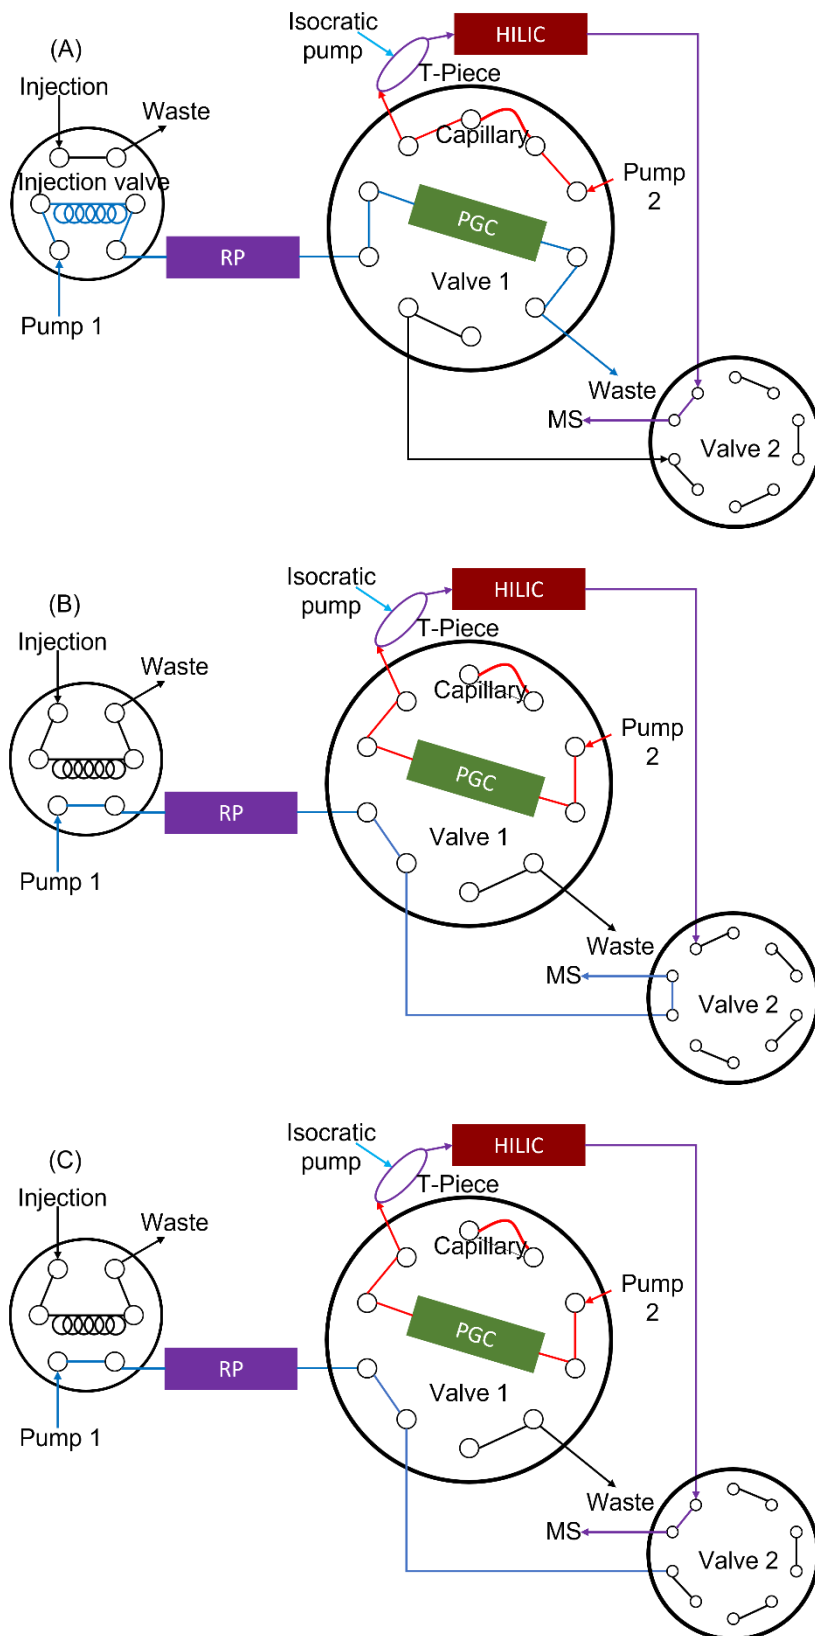 (A)
Isocratic
pump
HILIC
T-Piece
Injection
Waste
Capillary
Injection valve
Pump
2
PGC
RP
Valve 1
Pump 1
Waste
MS
Valve 2
(B)
Isocratic
pump
HILIC
T-Piece
Injection
Waste
Capillary
Pump
2
PGC
RP
Valve 1
Pump 1
Waste
MS
Valve 2
(C)
Isocratic
pump
HILIC
T-Piece
Injection
Waste
Capillary
Pump
2
PGC
RP
Valve 1
Pump 1
Waste
MS
Valve 2